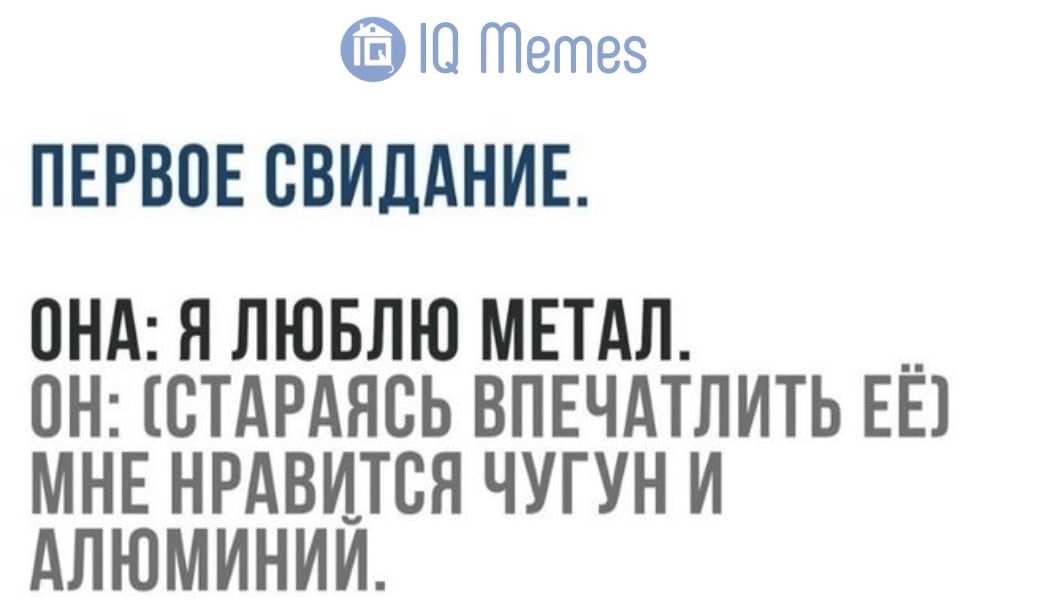 IQ Memes
ПЕРВОЕ СВИДАНИЕ.
ОНА: Я ЛЮБЛЮ МЕТАЛ.
ОН: (СТАРАЯСЬ ВПЕЧАТЛИТЬ ЕЁ)
МНЕ НРАВИТСЯ ЧУГУН И
АЛЮМИНИЙ.